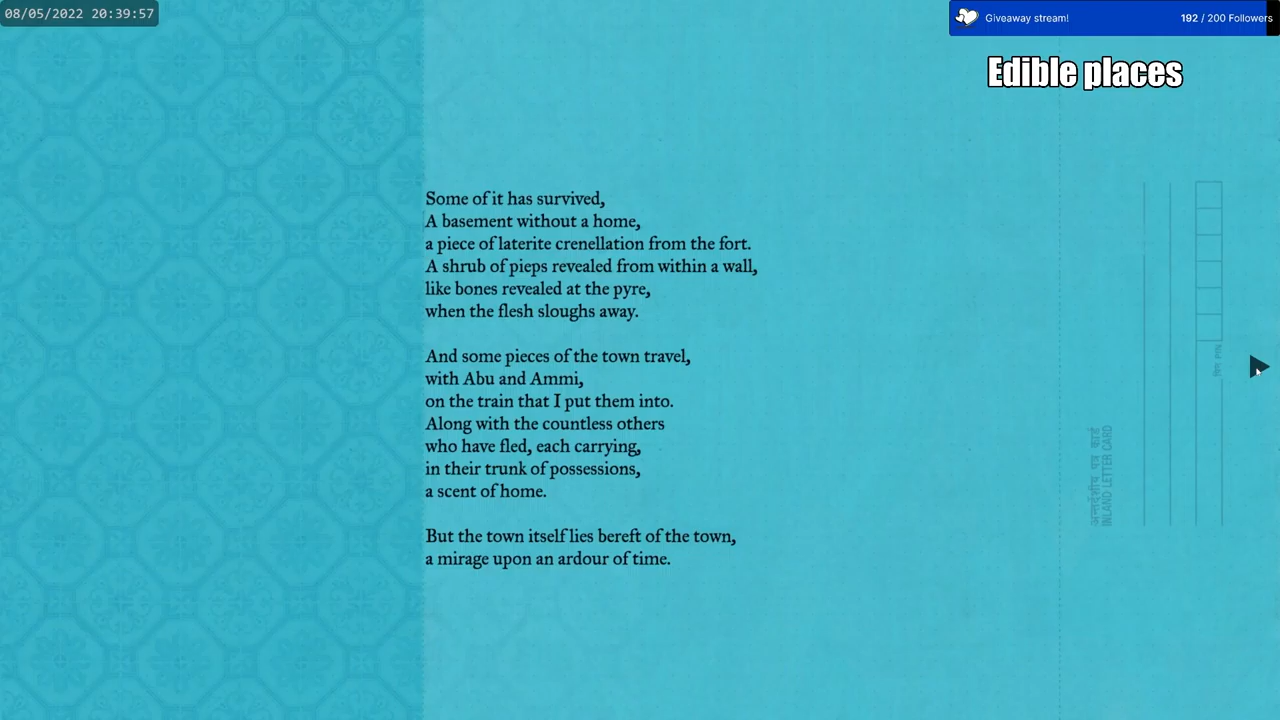 08/05/2022 20:39:57
Giveaway stream!
192 / 200 Followers
Edible places
Some of it has survived,
A basement without a home,
a piece of laterite crenellation from the fort.
A shrub of pieps revealed from within a wall,
like bones revealed at the pyre,
when the flesh sloughs away.
And some pieces of the town travel,
with Abu and Ammi,
on the train that I put them into.
Along with the countless others
who have fled, each carrying,
in their trunk of possessions,
a scent of home.
But the town itself lies bereft of the town,
a mirage upon an ardour of time.
अन्तर्देशीय पत्र कार्ड
INLAND LETTER CARD
पिन PIN